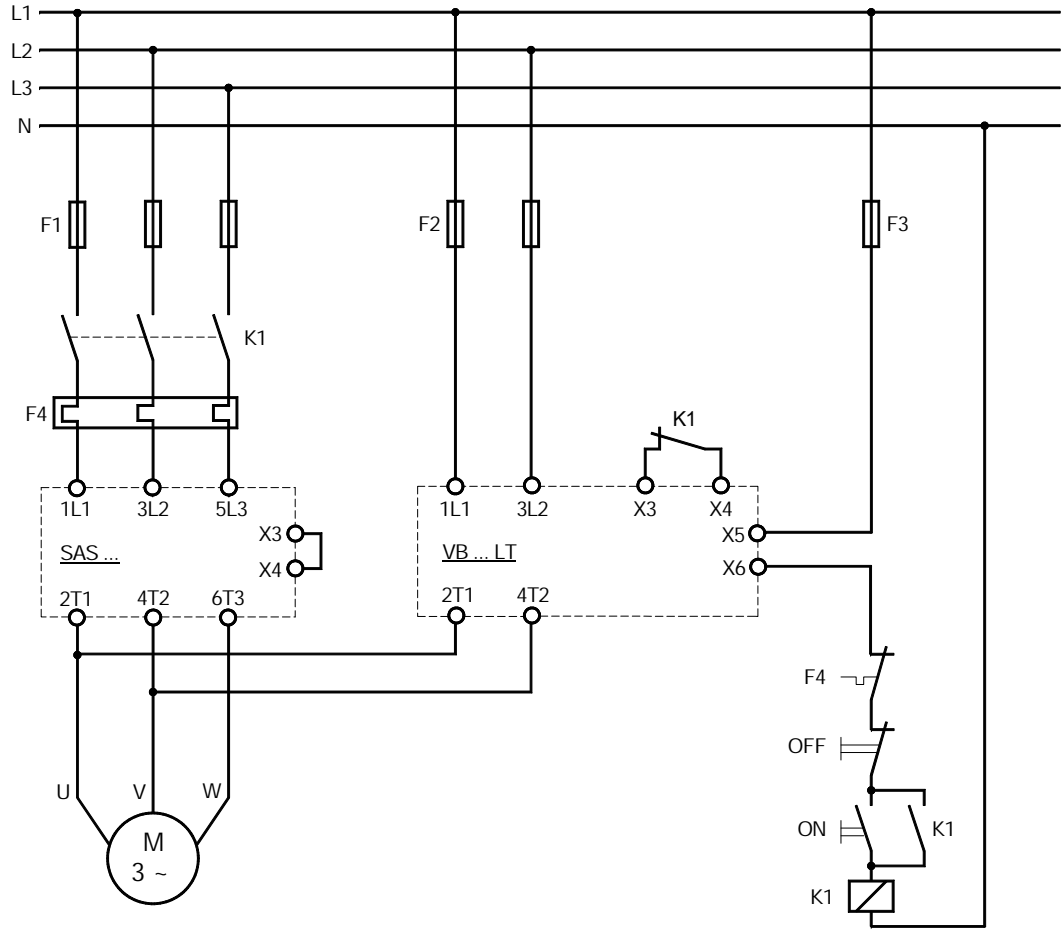 L1
L2
L3
N
F1
F2
F3
K1
F4
K1
1L1 3L2 5L3
1L1 3L2 X3 X4
X3
X5
SAS ...
VB ... LT
X4
X6
2T1 4T2 6T3
2T1 4T2
F4
OFF
U V W
ON
K1
M
3 ~
K1